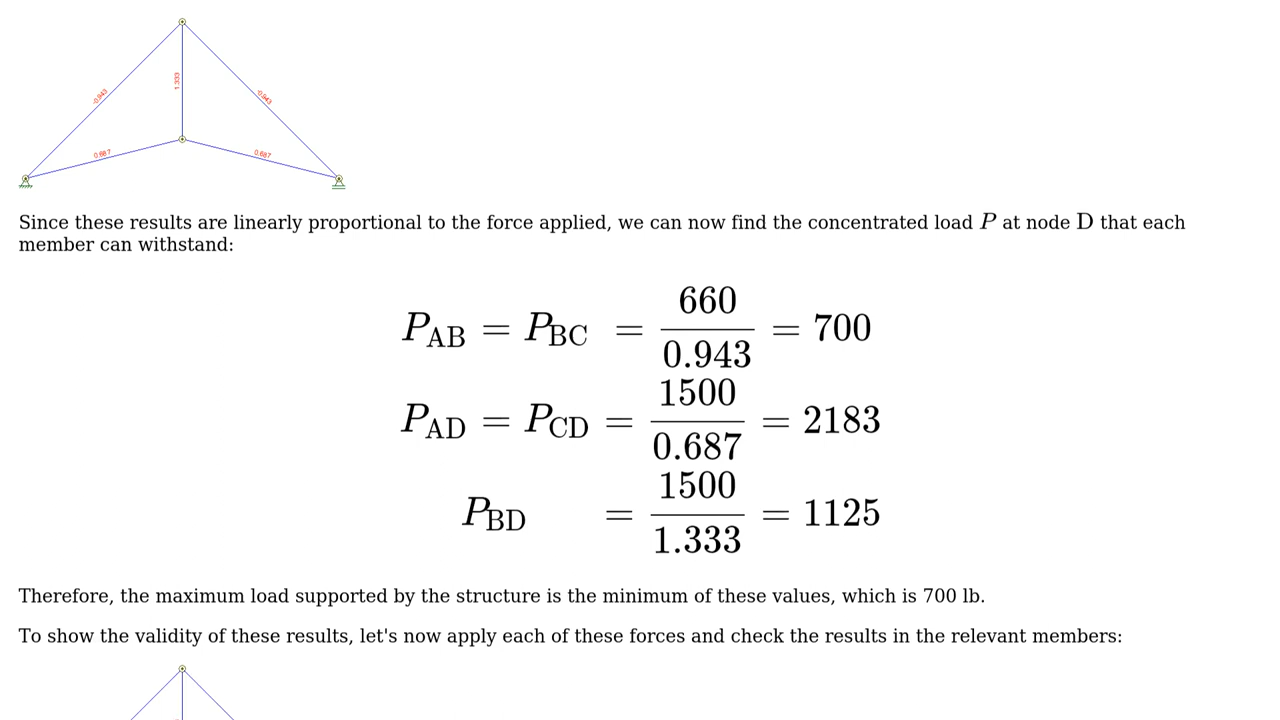 -0.943
1.333
-0.943
0.687
0.687
Since these results are linearly proportional to the force applied, we can now find the concentrated load P at node D that each
member can withstand:
P_AB = P_BC = 660/0.943 = 700
P_AD = P_CD = 1500/0.687 = 2183
P_BD = 1500/1.333 = 1125
Therefore, the maximum load supported by the structure is the minimum of these values, which is 700 lb.
To show the validity of these results, let's now apply each of these forces and check the results in the relevant members: